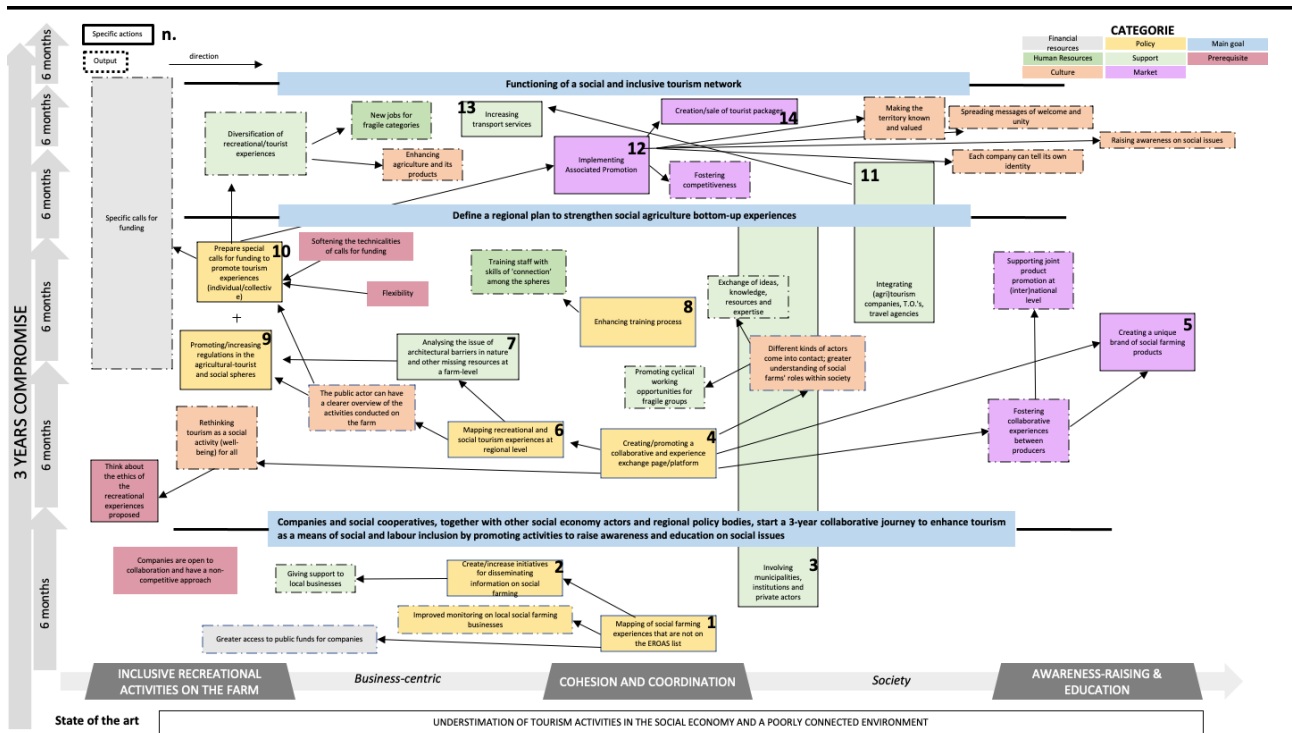 Specific actions
n.
Output
direction
CATEGORIE
Financial
resources
Policy
Main goal
Human Resources
Support
Prerequisite
Culture
Market
3 YEARS COMPROMISE
6 months
6 months
6 months
6 months
6 months
6 months
Functioning of a social and inclusive tourism network
Specific calls for
funding
Diversification of
recreational/tourist
experiences
New jobs for
fragile categories
Enhancing
agriculture and its
products
13
Increasing
transport services
Creation/sale of tourist packages
14
12
Implementing
Associated Promotion
Fostering
competitiveness
Making the
territory known
and valued
Spreading messages of welcome and
unity
Raising awareness on social issues
Each company can tell its own
identity
11
Integrating
(agri)tourism
companies, T.O.'s,
travel agencies
Define a regional plan to strengthen social agriculture bottom-up experiences
Prepare special
calls for funding to
promote tourism
experiences
(individual/collectiv
e)
10
Softening the technicalities
of calls for funding
Flexibility
+
Promoting/increasing
regulations in the
agricultural-tourist
and social spheres
9
Analysing the issue of
architectural barriers in nature
and other missing resources at a
farm-level
7
Training staff with
skills of 'connection'
among the spheres
Enhancing training process
8
Exchange of ideas,
knowledge,
resources and
expertise
Different kinds of actors
come into contact; greater
understanding of social
farms' roles within society
Promoting cyclical
working
opportunities for
fragile groups
Supporting joint
product
promotion at
(inter)national
level
Creating a unique
brand of social farming
products
5
Fostering
collaborative
experiences
between
producers
The public actor can have
a clearer overview of the
activities conducted on
the farm
Mapping recreational and
social tourism experiences at
regional level
6
Creating/promoting a
collaborative and experience
exchange page/platform
4
Rethinking
tourism as a social
activity (well-
being) for all
Think about
the ethics of
the
recreational
experiences
proposed
Companies and social cooperatives, together with other social economy actors and regional policy bodies, start a 3-year collaborative journey to enhance tourism
as a means of social and labour inclusion by promoting activities to raise awareness and education on social issues
Companies are open to
collaboration and have a non-
competitive approach
Giving support to
local businesses
Create/increase initiatives
for disseminating
information on social
farming
2
Improved monitoring on local social farming
businesses
Greater access to public funds for companies
Mapping of social farming
experiences that are not on
the EROAS list
1
Involving
municipalities,
institutions and
private actors
3
INCLUSIVE RECREATIONAL
ACTIVITIES ON THE FARM
Business-centric
COHESION AND COORDINATION
Society
AWARENESS-RAISING &
EDUCATION
State of the art
UNDERSTIMATION OF TOURISM ACTIVITIES IN THE SOCIAL ECONOMY AND A POORLY CONNECTED ENVIRONMENT